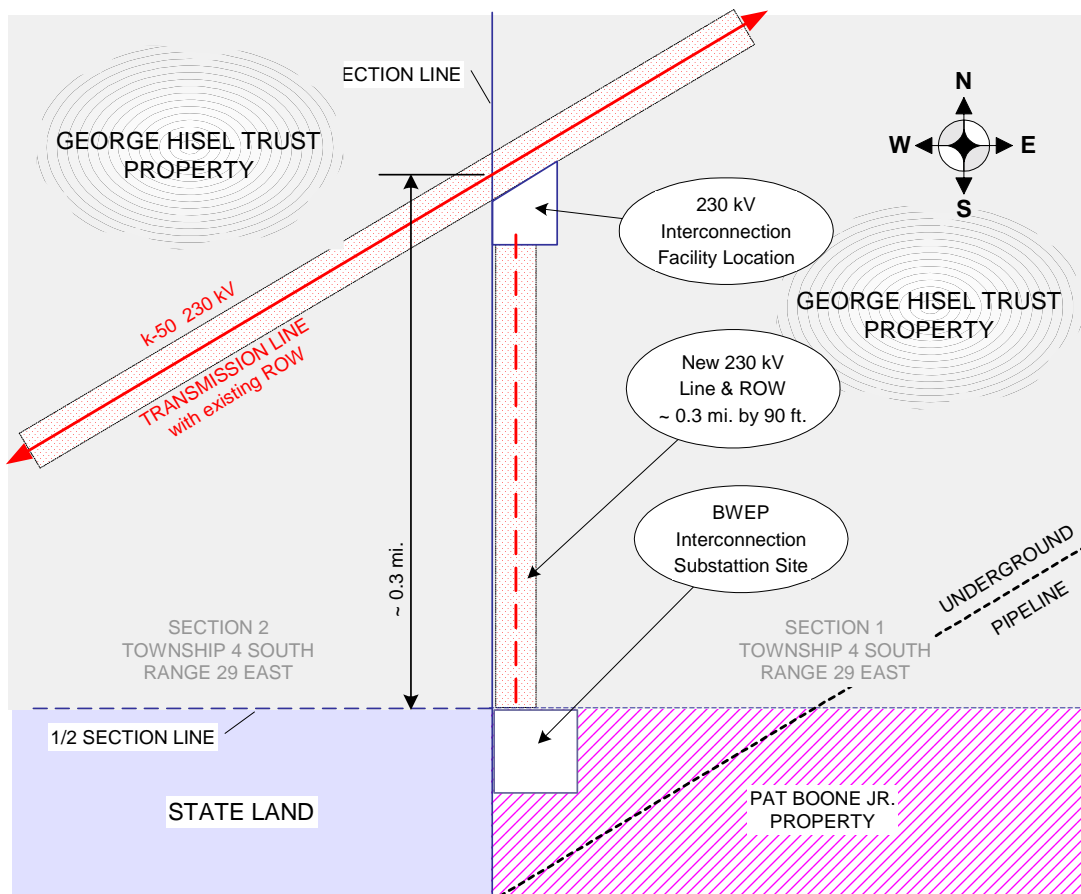 ECTION LINE
GEORGE HISEL TRUST
PROPERTY
N
W
E
S
230 kV
Interconnection
Facility Location
GEORGE HISEL TRUST
PROPERTY
k-50 230 kV
TRANSMISSION LINE
with existing ROW
New 230 kV
Line & ROW
~ 0.3 mi. by 90 ft.
BWEP
Interconnection
Substattion Site
~ 0.3 mi.
UNDERGROUND
PIPELINE
SECTION 2
TOWNSHIP 4 SOUTH
RANGE 29 EAST
SECTION 1
TOWNSHIP 4 SOUTH
RANGE 29 EAST
1/2 SECTION LINE
STATE LAND
PAT BOONE JR.
PROPERTY